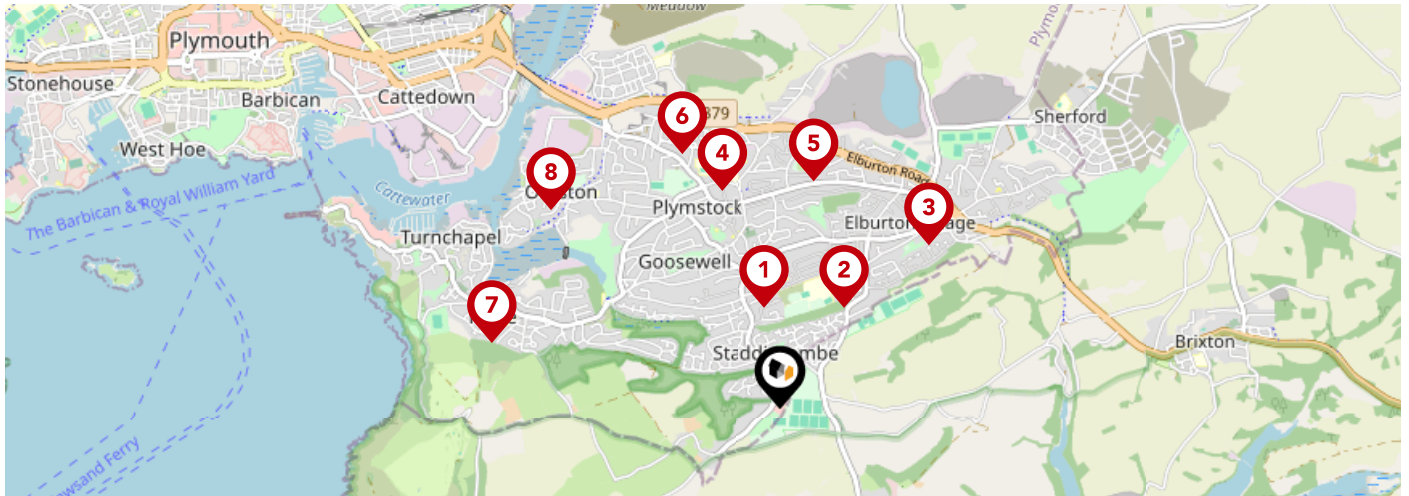 Meadow
Plymouth
Stonehouse
Barbican
Cattedown
Sherford
West Hoe
6
4
5
Elburton Road
8
Cattewater
The Barbican & Royal William Yard
Plymstock
3
Turnchapel
Goosewell
1
2
7
Brixton